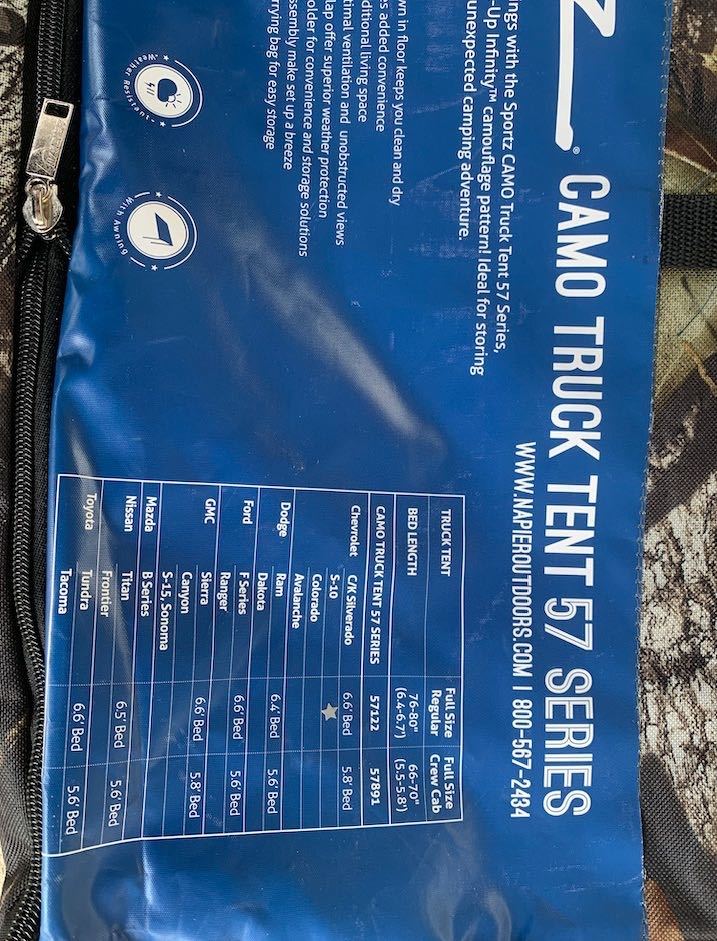 Z® CAMO TRUCK TENT 57 SERIES
WWW.NAPIEROUTDOORS.COM | 800-567-2434
ings with the Sportz CAMO Truck Tent 57 Series,
-Up Infinity™ camouflage pattern! Ideal for storing
unexpected camping adventure.
wn in floor keeps you clean and dry
es added convenience
ditional living space
timal ventilation and unobstructed views
lap offer superior weather protection
older for convenience and storage solutions
ssembly make set up a breeze
rrying bag for easy storage
Weather Resistant
With Awning
TRUCK TENT Full Size Regular Full Size Crew Cab
BED LENGTH 76-80" (6.4-6.7') 66-70" (5.5-5.8')
CAMO TRUCK TENT 57 SERIES 57122 57891
Chevrolet C/K Silverado 6.6' Bed 5.8' Bed
S-10
Colorado
Avalanche
Dodge Ram 6.4' Bed 5.6' Bed
Dakota
Ford F Series 6.6' Bed 5.6' Bed
Ranger
GMC Sierra 6.6' Bed 5.8' Bed
Canyon
S-15, Sonoma
Mazda B Series
Nissan Titan 6.5' Bed 5.6' Bed
Frontier
Toyota Tundra 6.6' Bed 5.6' Bed
Tacoma